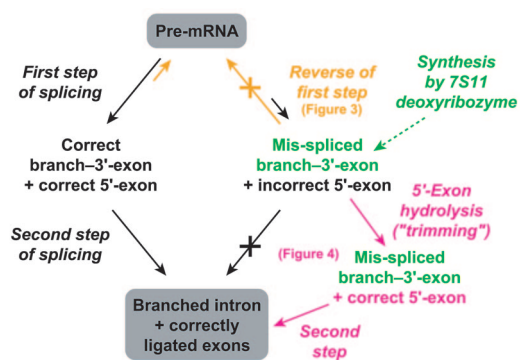 Pre-mRNA
First step
of splicing
Reverse of
first step
(Figure 3)
Synthesis
by 7S11
deoxyribozyme
Correct
branch–3'-exon
+ correct 5'-exon
Mis-spliced
branch–3'-exon
+ incorrect 5'-exon
5'-Exon
hydrolysis
("trimming")
Second step
of splicing
(Figure 4)
Mis-spliced
branch–3'-exon
+ correct 5'-exon
Branched intron
+ correctly
ligated exons
Second
step